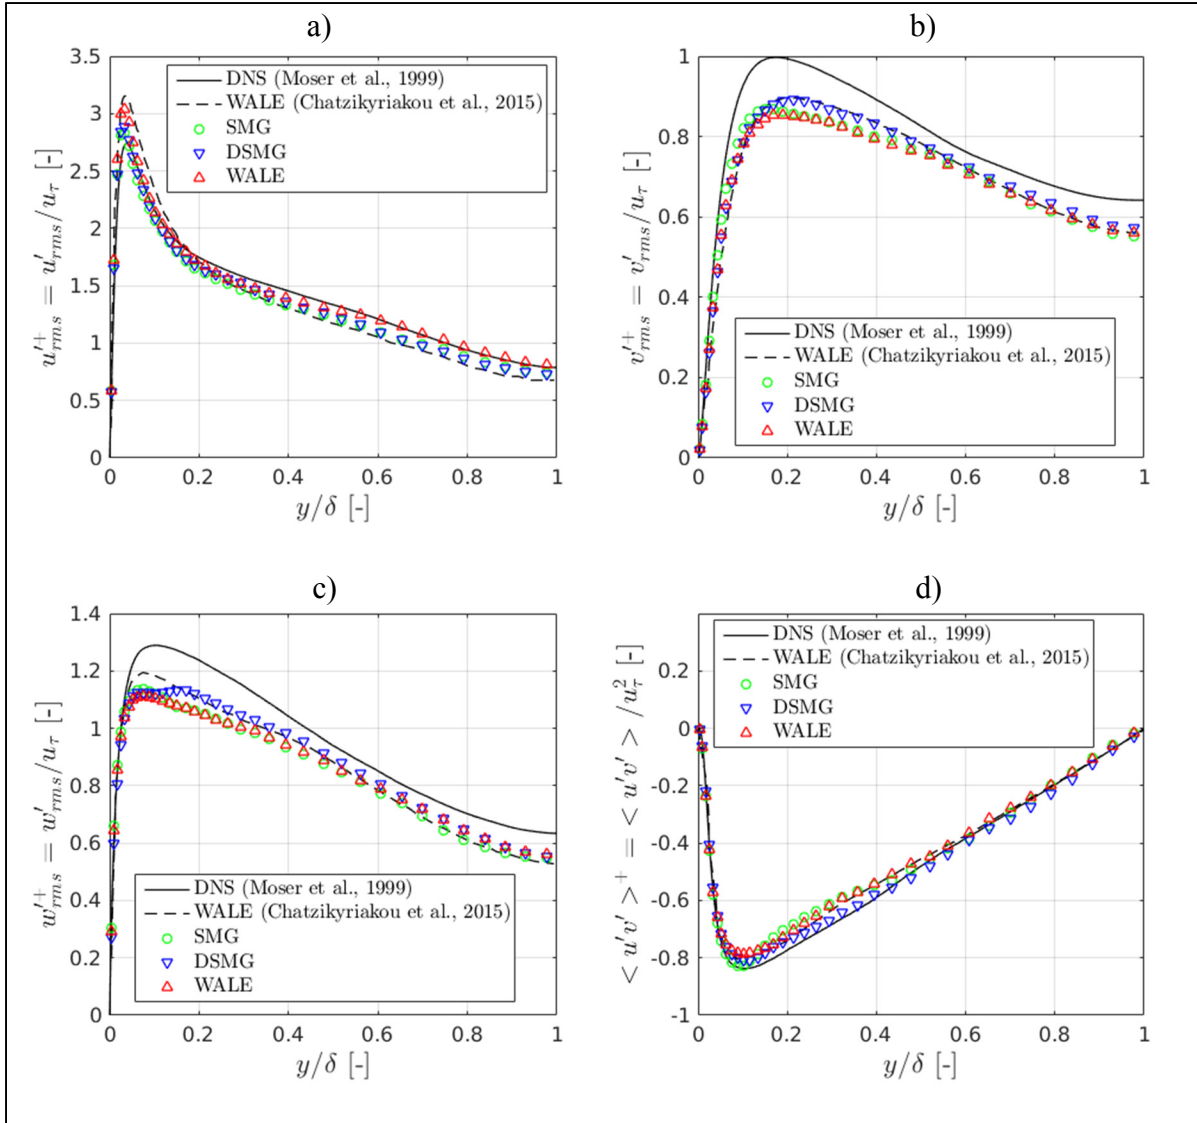 a)
3.5
3
2.5
2
1.5
1
0.5
0
u'^+_{rms} = u'_{rms}/u_τ [-]
DNS (Moser et al., 1999)
WALE (Chatzikyriakou et al., 2015)
SMG
DSMG
WALE
0 0.2 0.4 0.6 0.8 1
y/δ [-]
b)
1
0.8
0.6
0.4
0.2
0
v'^+_{rms} = v'_{rms}/u_τ [-]
DNS (Moser et al., 1999)
WALE (Chatzikyriakou et al., 2015)
SMG
DSMG
WALE
0 0.2 0.4 0.6 0.8 1
y/δ [-]
c)
1.4
1.2
1
0.8
0.6
0.4
0.2
0
w'^+_{rms} = w'_{rms}/u_τ [-]
DNS (Moser et al., 1999)
WALE (Chatzikyriakou et al., 2015)
SMG
DSMG
WALE
0 0.2 0.4 0.6 0.8 1
y/δ [-]
d)
0.2
0
-0.2
-0.4
-0.6
-0.8
-1
< u'v' >^+ = < u'v' > /u_τ^2 [-]
DNS (Moser et al., 1999)
WALE (Chatzikyriakou et al., 2015)
SMG
DSMG
WALE
0 0.2 0.4 0.6 0.8 1
y/δ [-]